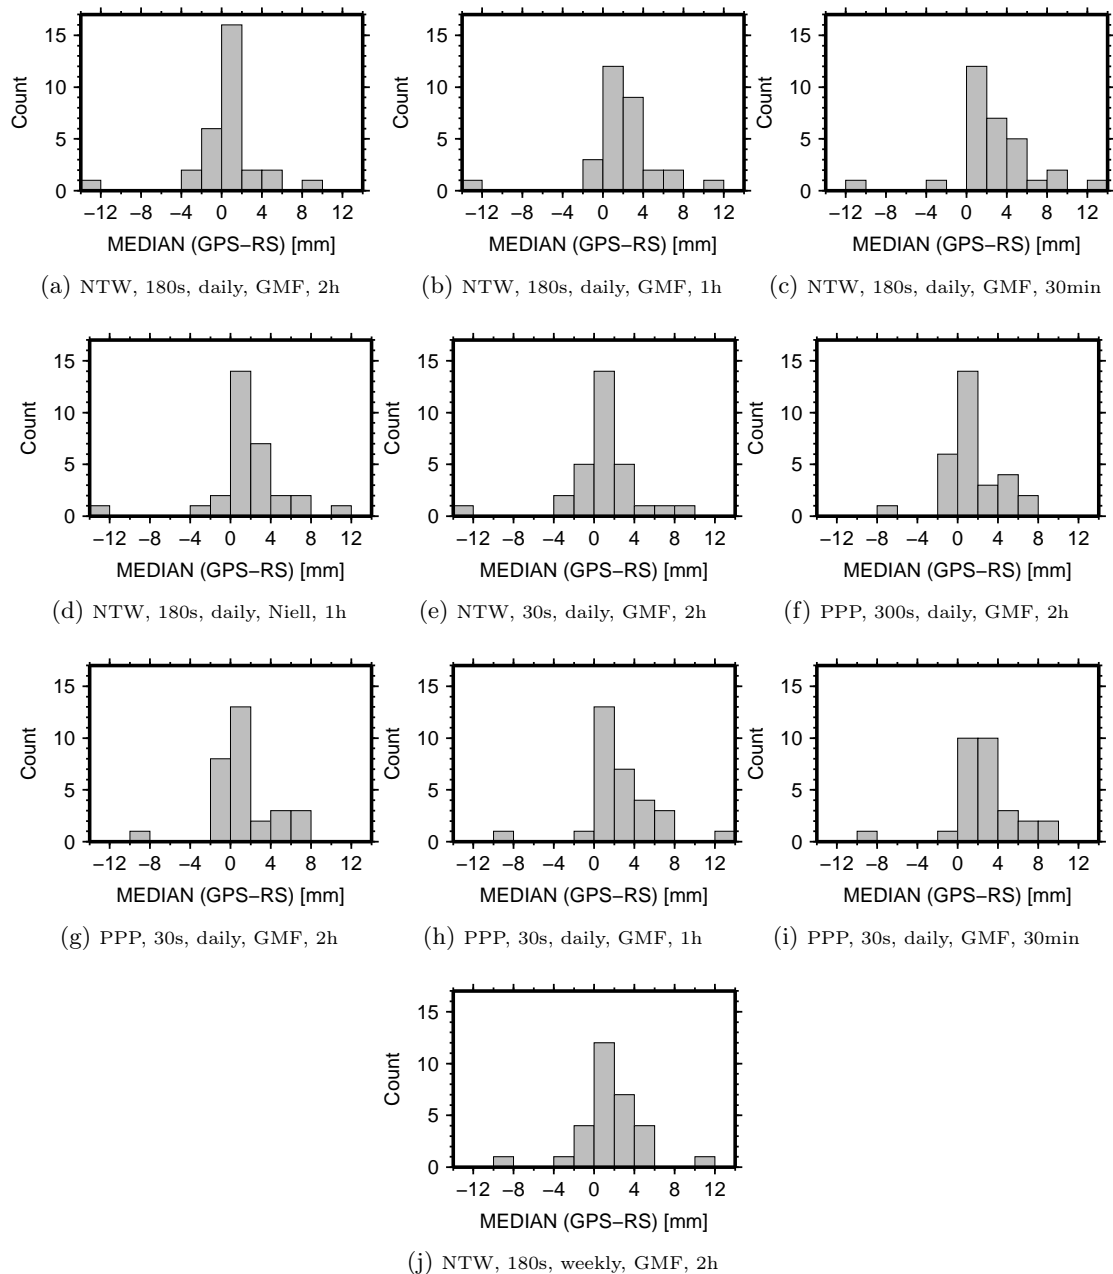 15
10
5
0
Count
−12 −8 −4 0 4 8 12
MEDIAN (GPS−RS) [mm]
(a) NTW, 180s, daily, GMF, 2h
15
10
5
0
Count
−12 −8 −4 0 4 8 12
MEDIAN (GPS−RS) [mm]
(b) NTW, 180s, daily, GMF, 1h
15
10
5
0
Count
−12 −8 −4 0 4 8 12
MEDIAN (GPS−RS) [mm]
(c) NTW, 180s, daily, GMF, 30min
15
10
5
0
Count
−12 −8 −4 0 4 8 12
MEDIAN (GPS−RS) [mm]
(d) NTW, 180s, daily, Niell, 1h
15
10
5
0
Count
−12 −8 −4 0 4 8 12
MEDIAN (GPS−RS) [mm]
(e) NTW, 30s, daily, GMF, 2h
15
10
5
0
Count
−12 −8 −4 0 4 8 12
MEDIAN (GPS−RS) [mm]
(f) PPP, 300s, daily, GMF, 2h
15
10
5
0
Count
−12 −8 −4 0 4 8 12
MEDIAN (GPS−RS) [mm]
(g) PPP, 30s, daily, GMF, 2h
15
10
5
0
Count
−12 −8 −4 0 4 8 12
MEDIAN (GPS−RS) [mm]
(h) PPP, 30s, daily, GMF, 1h
15
10
5
0
Count
−12 −8 −4 0 4 8 12
MEDIAN (GPS−RS) [mm]
(i) PPP, 30s, daily, GMF, 30min
15
10
5
0
Count
−12 −8 −4 0 4 8 12
MEDIAN (GPS−RS) [mm]
(j) NTW, 180s, weekly, GMF, 2h